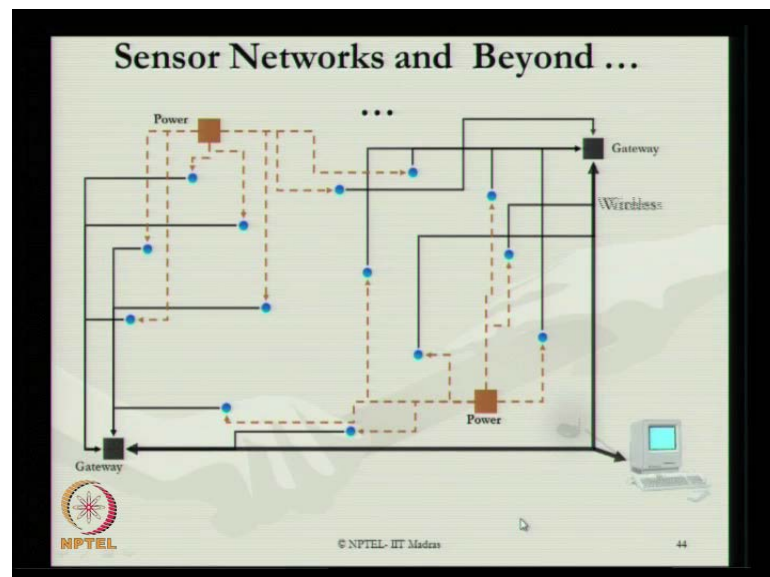 Sensor Networks and Beyond ...
...
Power
Gateway
Wireless
Power
Gateway
NPTEL
© NPTEL- IIT Madras
44